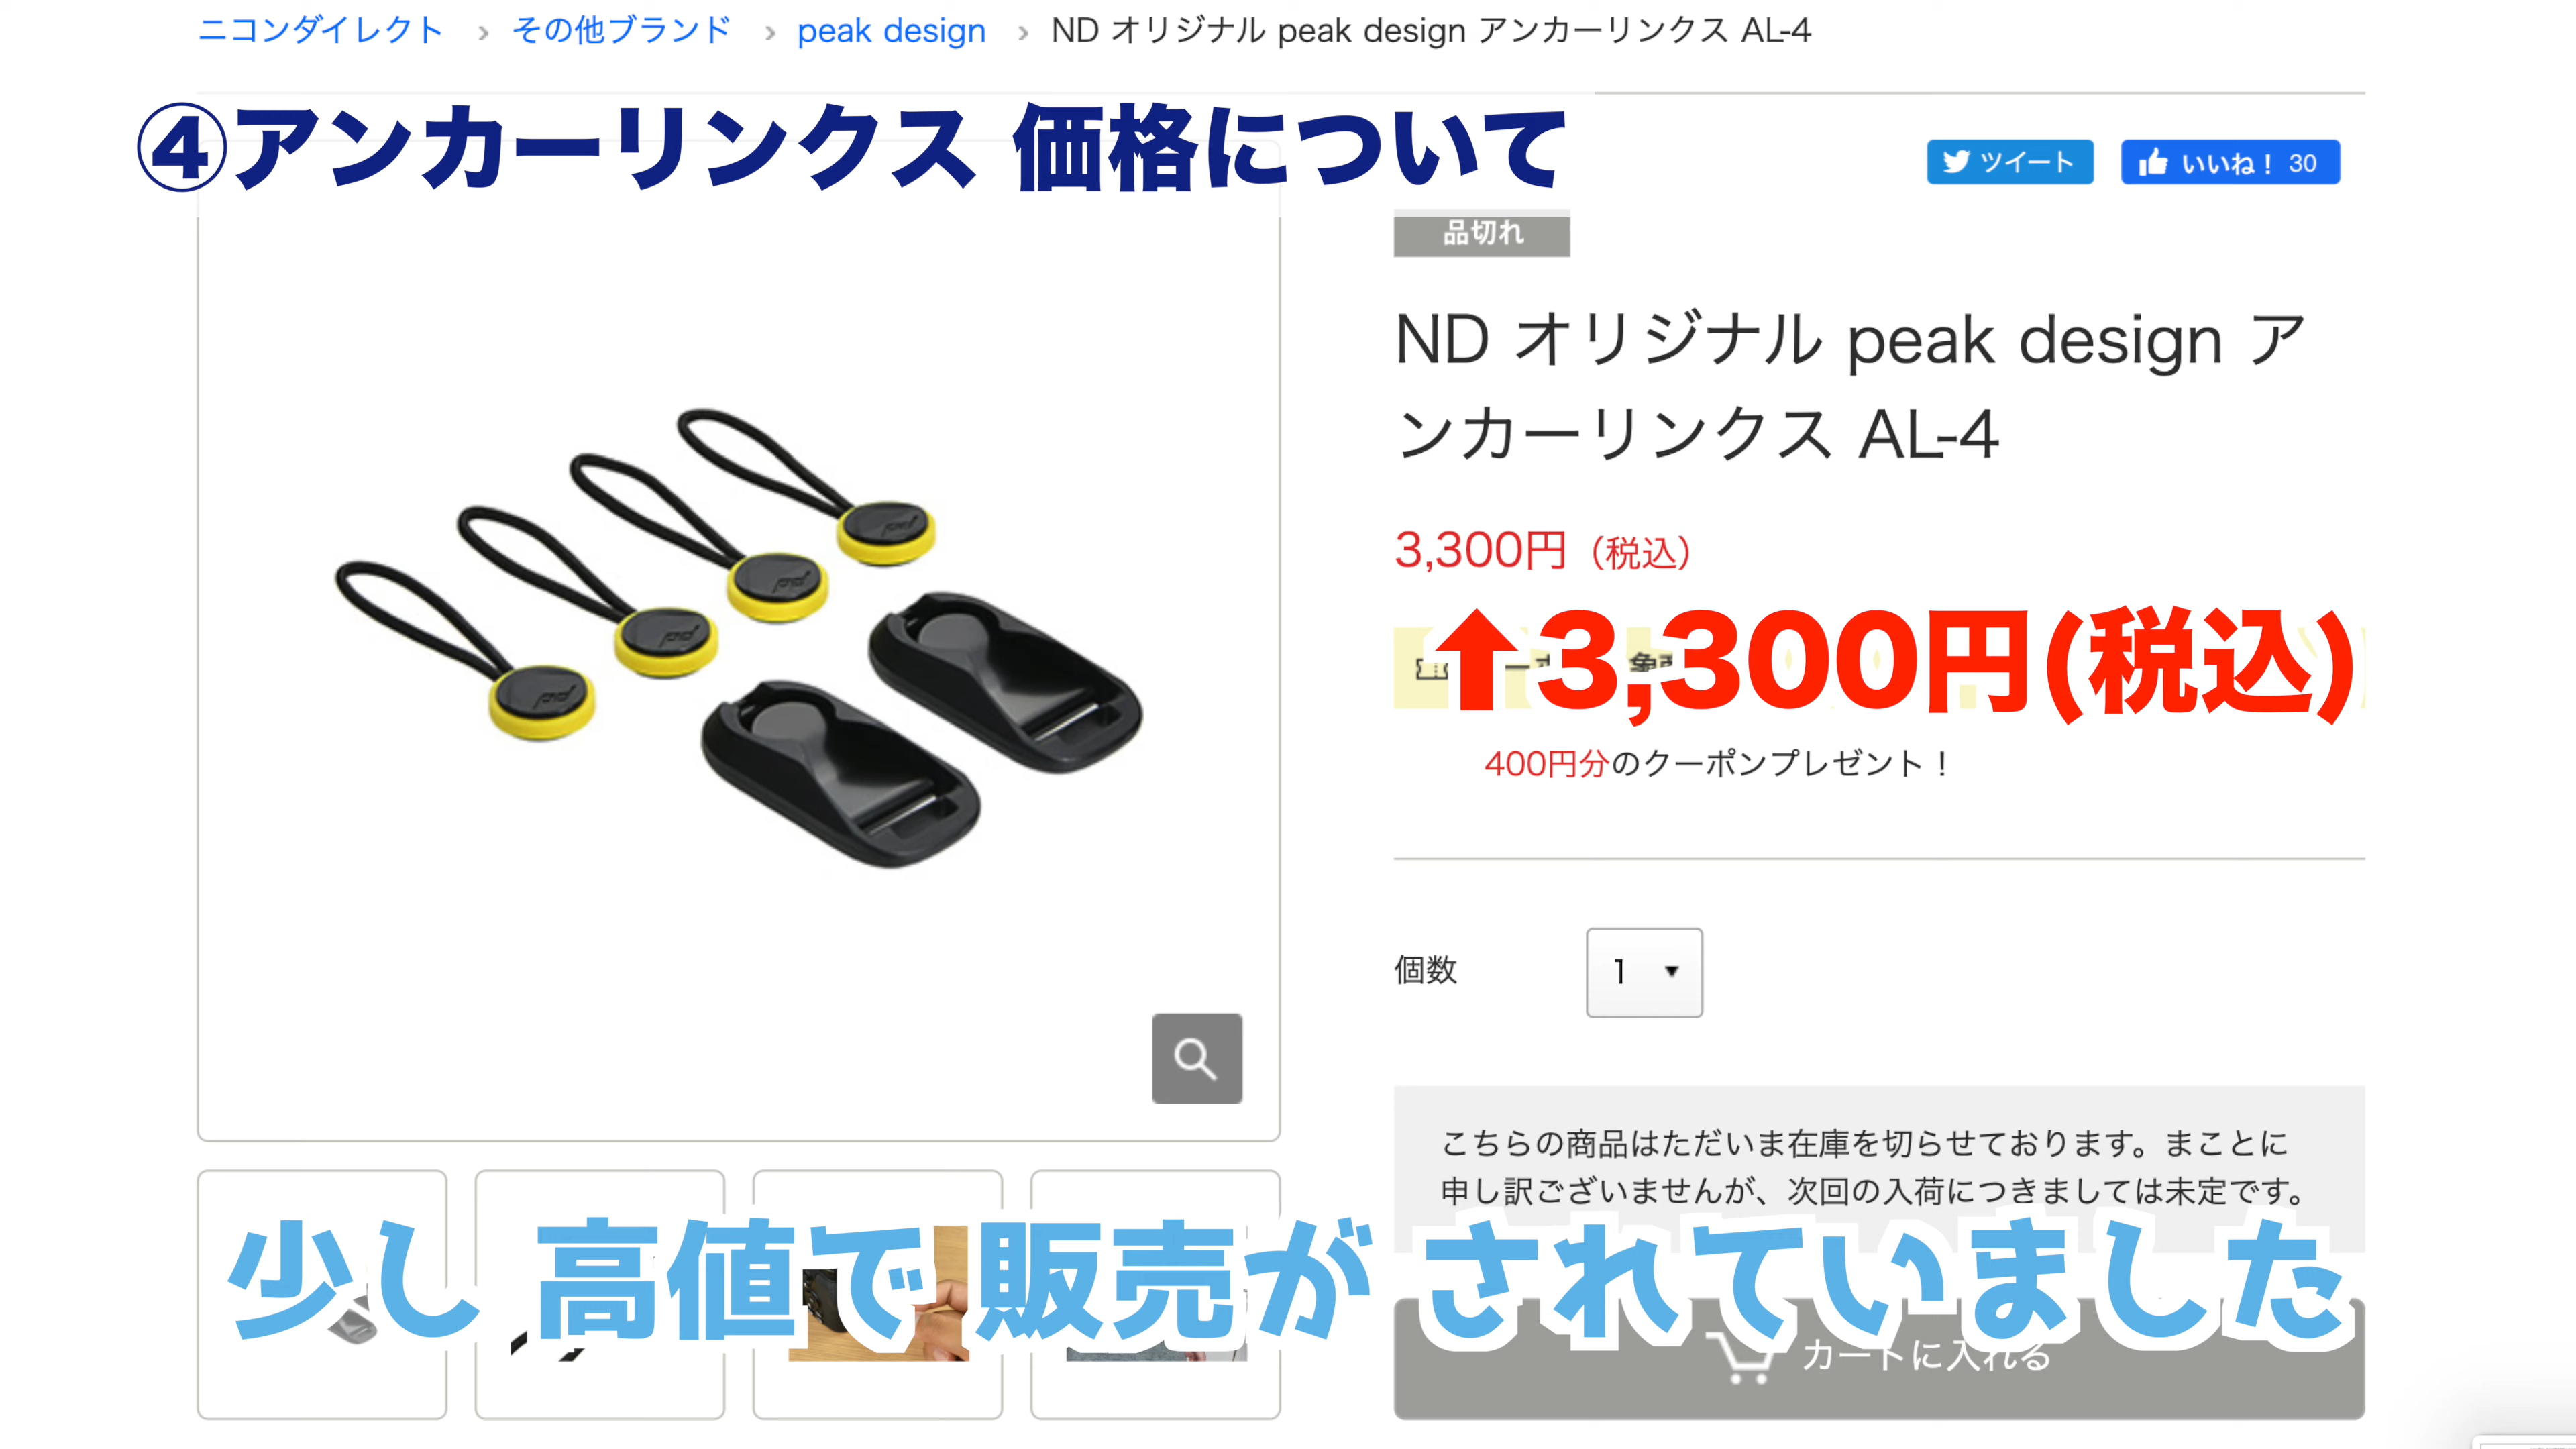 ニコンダイレクト › その他ブランド › peak design › ND オリジナル peak design アンカーリンクス AL-4
④アンカーリンクス 価格について
ツイート
いいね！ 30
品切れ
ND オリジナル peak design ア
ンカーリンクス AL-4
3,300円（税込）
⬆3,300円(税込)
400円分のクーポンプレゼント！
pd
pd
pd
pd
個数
1
こちらの商品はただいま在庫を切らせております。まことに
申し訳ございませんが、次回の入荷につきましては未定です。
少し 高値で 販売が されていました
カートに入れる